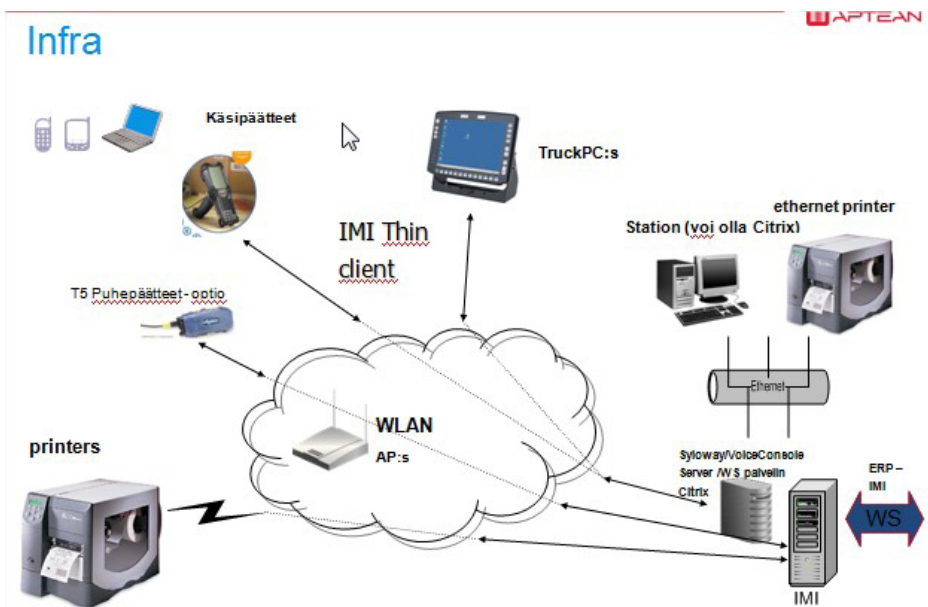 APTEAN
Infra
Käsipäätteet
TruckPC:s
ethernet printer
Station (voi olla Citrix)
IMI Thin
client
T5 Puhepäätteet-optio
Ethernet
WLAN
AP:s
printers
Syloway/VoiceConsole
Server /WS palvelin
Citrix
ERP –
IMI
WS
IMI